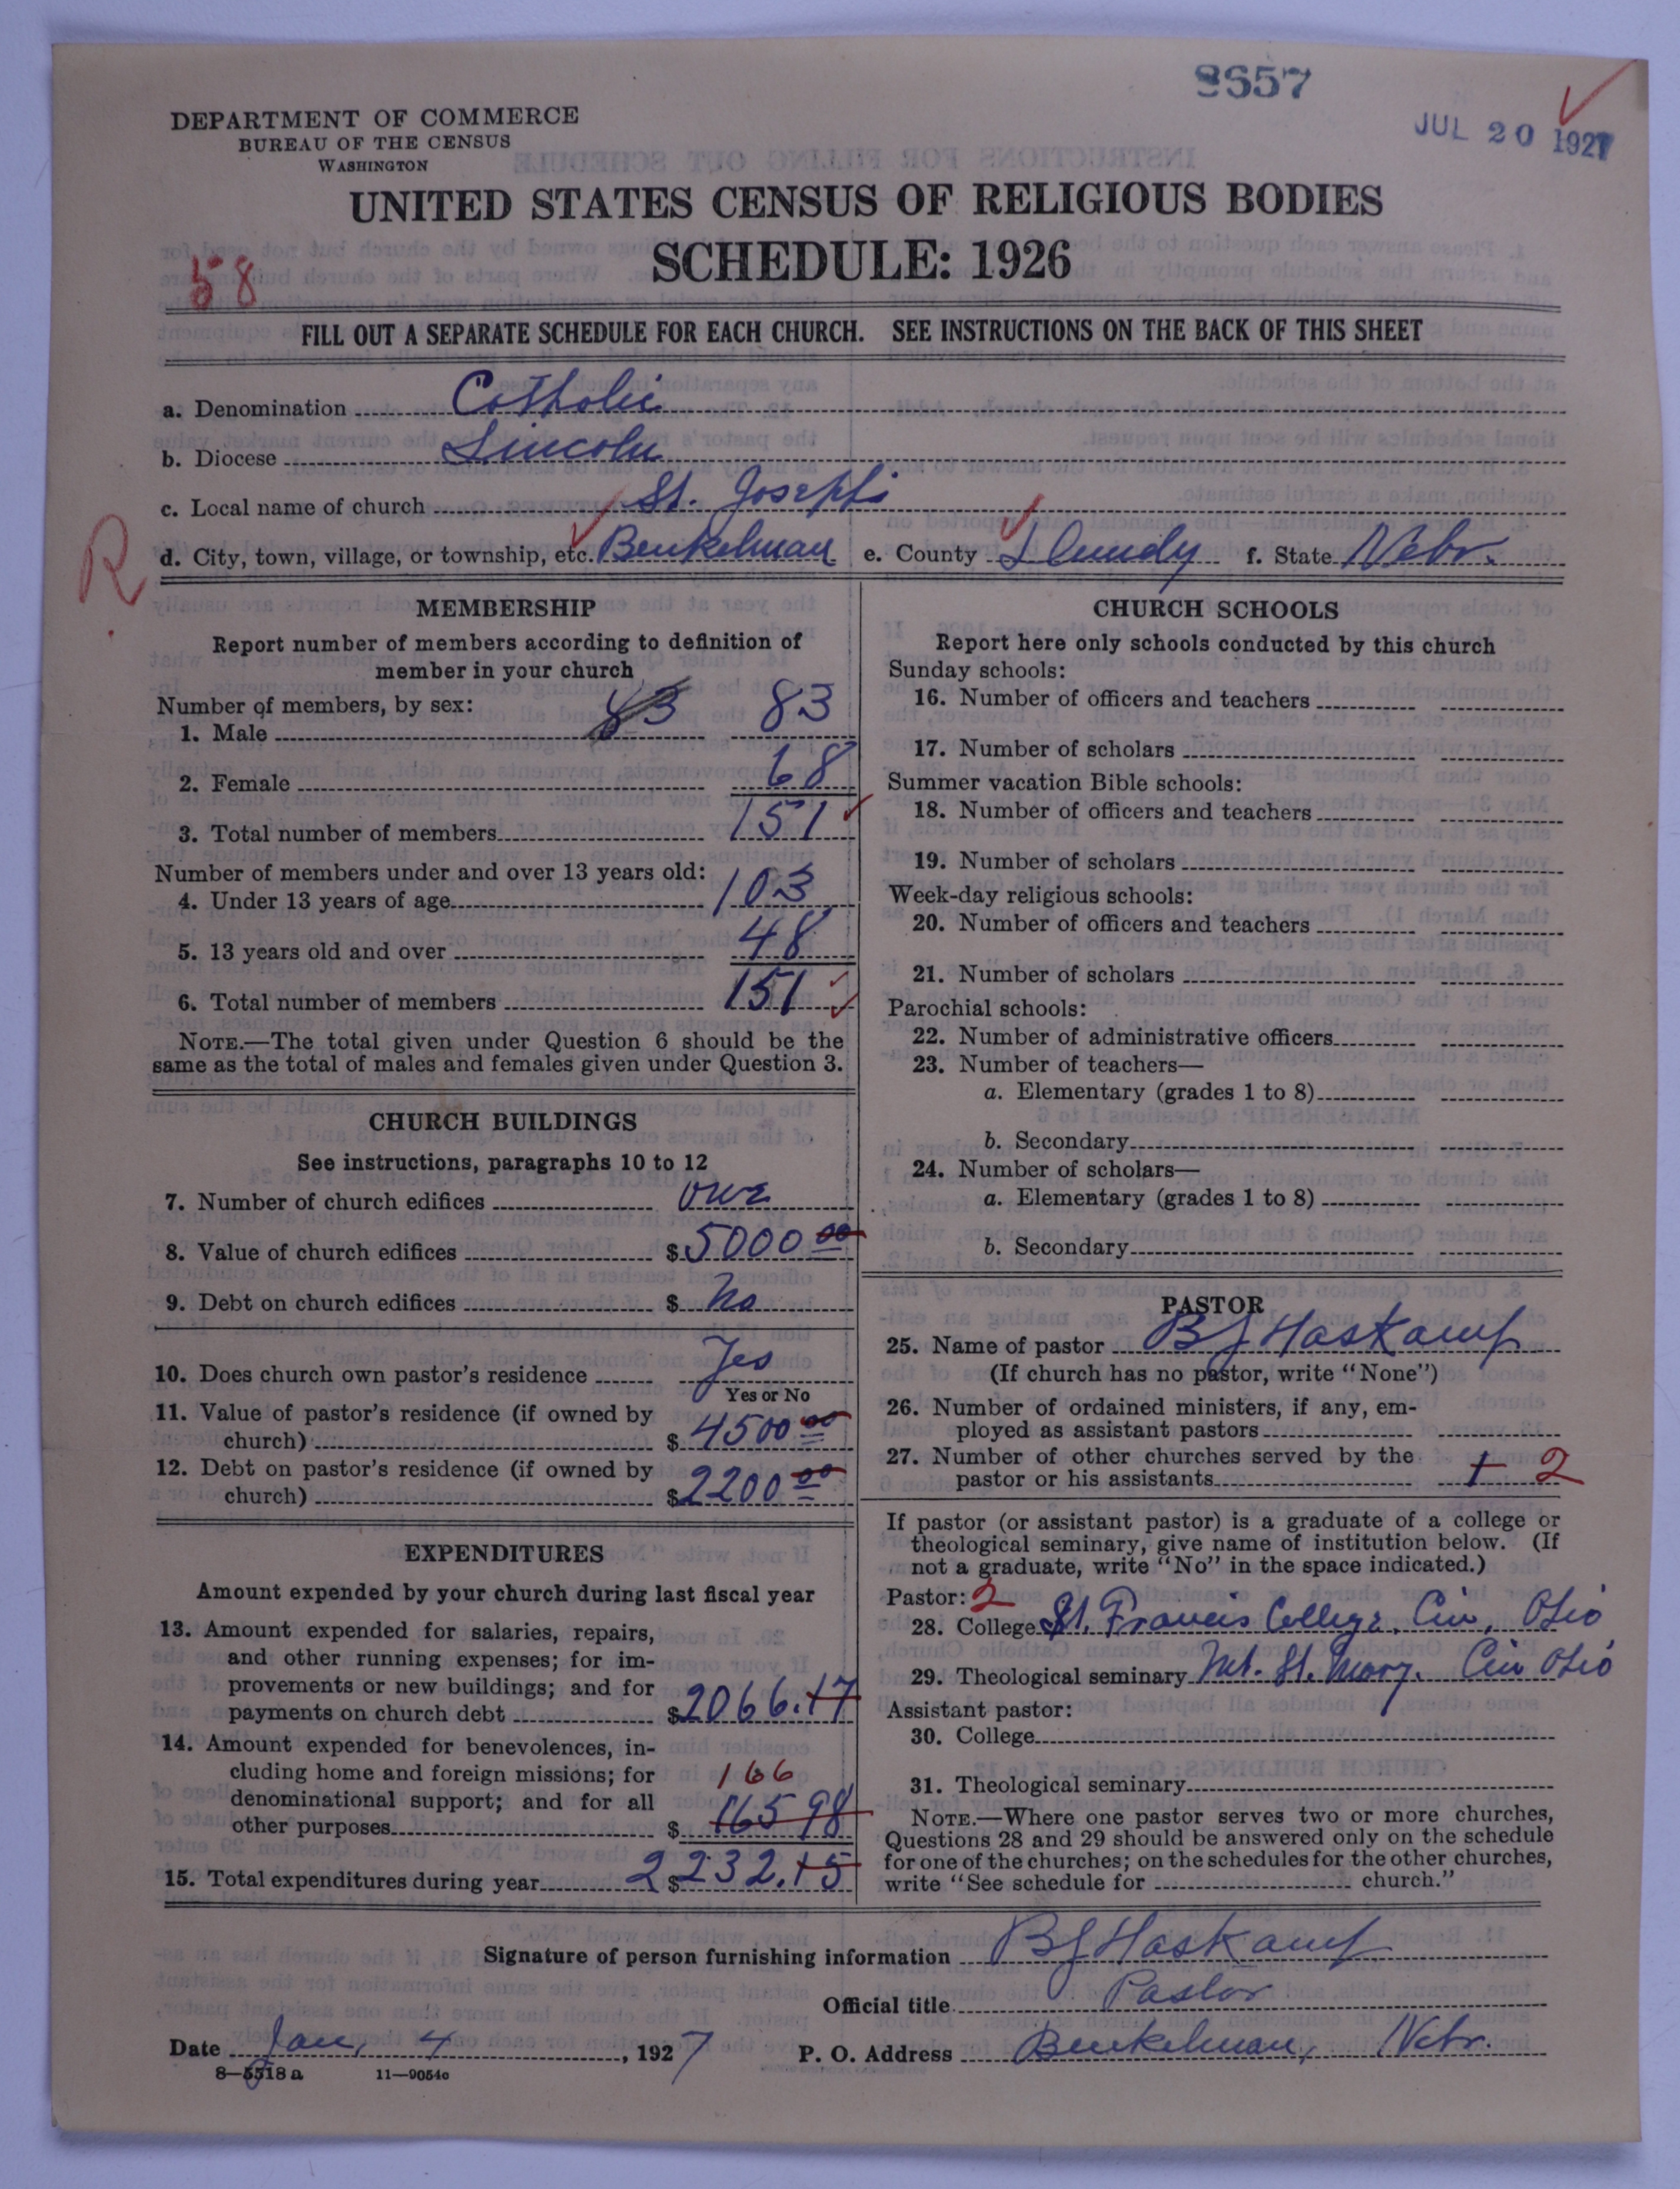 8657
JUL 20 1927
DEPARTMENT OF COMMERCE
BUREAU OF THE CENSUS
WASHINGTON
UNITED STATES CENSUS OF RELIGIOUS BODIES
SCHEDULE: 1926
58
FILL OUT A SEPARATE SCHEDULE FOR EACH CHURCH. SEE INSTRUCTIONS ON THE BACK OF THIS SHEET
a. Denomination Catholic
b. Diocese Lincoln
c. Local name of church St. Josephs
R
d. City, town, village, or township, etc. Benkelman e. County Dundy f. State Nebr.
MEMBERSHIP
Report number of members according to definition of
member in your church
Number of members, by sex:
1. Male 83 83
2. Female 68
3. Total number of members 151
Number of members under and over 13 years old:
4. Under 13 years of age 103
5. 13 years old and over 48
6. Total number of members 151
NOTE.—The total given under Question 6 should be the
same as the total of males and females given under Question 3.
CHURCH BUILDINGS
See instructions, paragraphs 10 to 12
7. Number of church edifices one
8. Value of church edifices $5000 00
9. Debt on church edifices $ No
10. Does church own pastor's residence Yes
Yes or No
11. Value of pastor's residence (if owned by
church) $4500 00
12. Debt on pastor's residence (if owned by
church) $2200 00
EXPENDITURES
Amount expended by your church during last fiscal year
13. Amount expended for salaries, repairs,
and other running expenses; for im-
provements or new buildings; and for
payments on church debt $2066.17
14. Amount expended for benevolences, in-
cluding home and foreign missions; for 166
denominational support; and for all
other purposes $165 98
15. Total expenditures during year $2232.15
CHURCH SCHOOLS
Report here only schools conducted by this church
Sunday schools:
16. Number of officers and teachers
17. Number of scholars
Summer vacation Bible schools:
18. Number of officers and teachers
19. Number of scholars
Week-day religious schools:
20. Number of officers and teachers
21. Number of scholars
Parochial schools:
22. Number of administrative officers
23. Number of teachers—
a. Elementary (grades 1 to 8)
b. Secondary
24. Number of scholars—
a. Elementary (grades 1 to 8)
b. Secondary
PASTOR
25. Name of pastor BJ Haskamp
(If church has no pastor, write "None")
26. Number of ordained ministers, if any, em-
ployed as assistant pastors
27. Number of other churches served by the
pastor or his assistants 1 2
If pastor (or assistant pastor) is a graduate of a college or
theological seminary, give name of institution below. (If
not a graduate, write "No" in the space indicated.)
Pastor: 2
28. College St. Francis College, Cin, Ohio
29. Theological seminary Mt. St. Mary. Cin Ohio
Assistant pastor:
30. College
31. Theological seminary
NOTE.—Where one pastor serves two or more churches,
Questions 28 and 29 should be answered only on the schedule
for one of the churches; on the schedules for the other churches,
write "See schedule for church."
Signature of person furnishing information BJ Haskamp
Official title Pastor
Date Jan, 4, 1927 P. O. Address Benkelman, Nebr.
8—5518 a 11—9054c